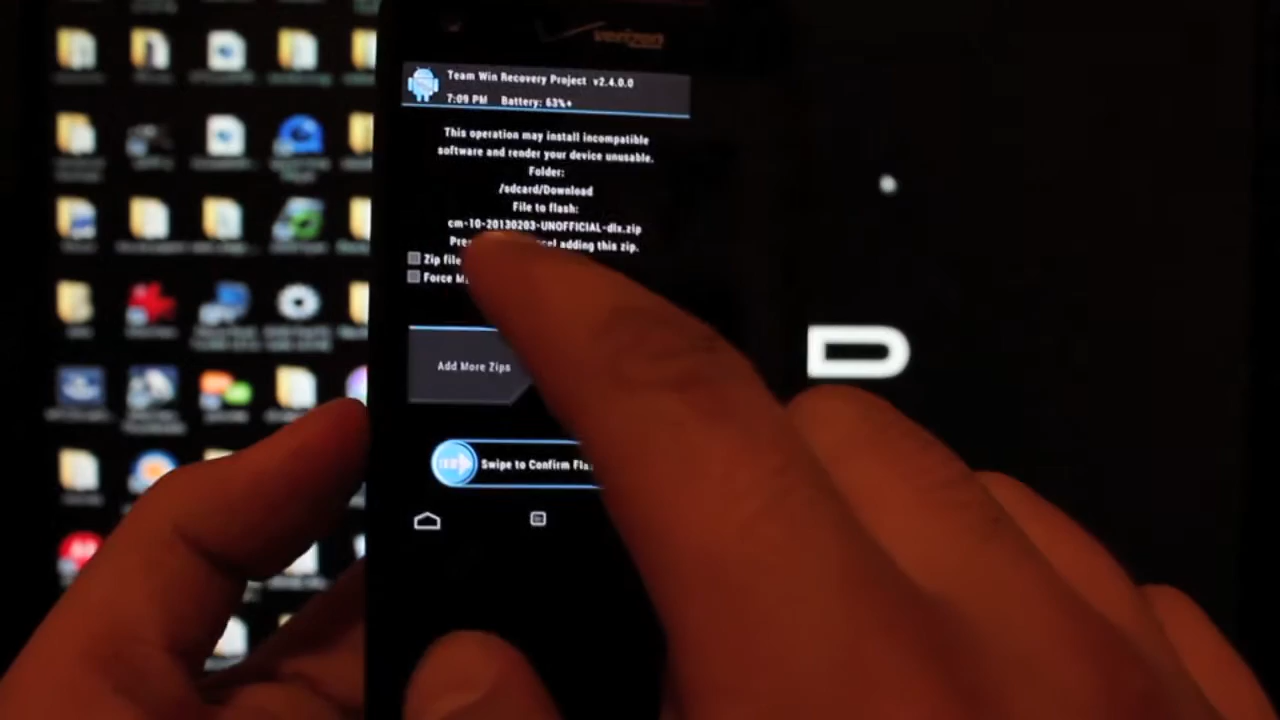 verizon
Team Win Recovery Project v2.4.0.0
7:09 PM Battery: 63%+
This operation may install incompatible
software and render your device unusable.
Folder:
/sdcard/Download
File to flash:
cm-10-20130203-UNOFFICIAL-dlx.zip
adding this zip.
Zip file
Force
Add More Zips
Swipe to Confirm
D